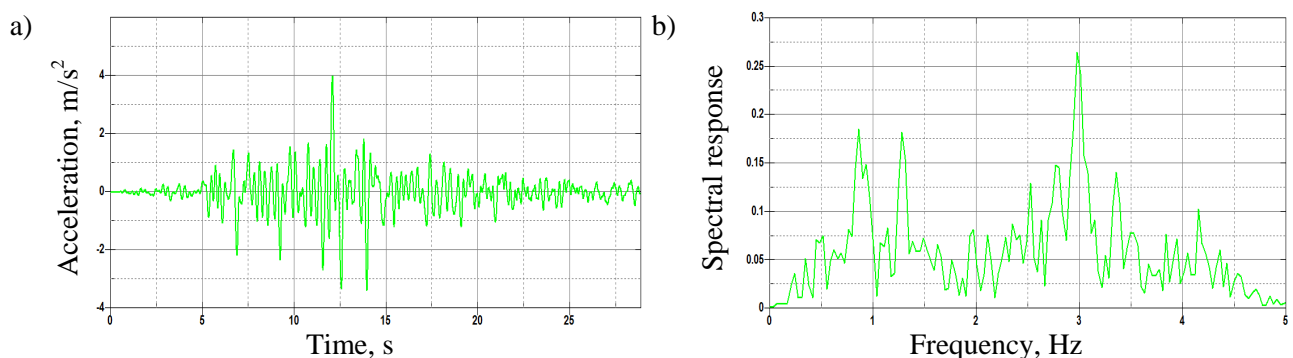 a)
Acceleration, m/s²
4
2
0
-2
-4
0 5 10 15 20 25
Time, s
b)
Spectral response
0.3
0.25
0.2
0.15
0.1
0.05
0
0 1 2 3 4 5
Frequency, Hz